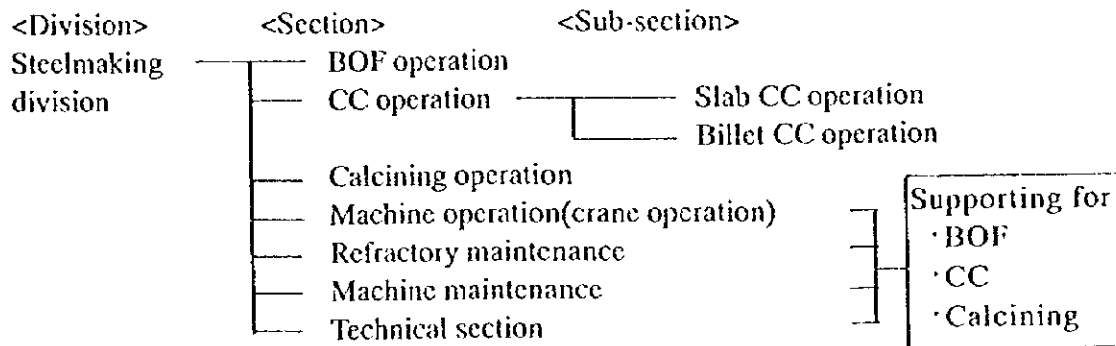 <Division> <Section> <Sub-section>
Steelmaking BOF operation
division CC operation Slab CC operation
Billet CC operation
Calcining operation
Machine operation(crane operation) Supporting for
Refractory maintenance ·BOF
Machine maintenance ·CC
Technical section ·Calcining